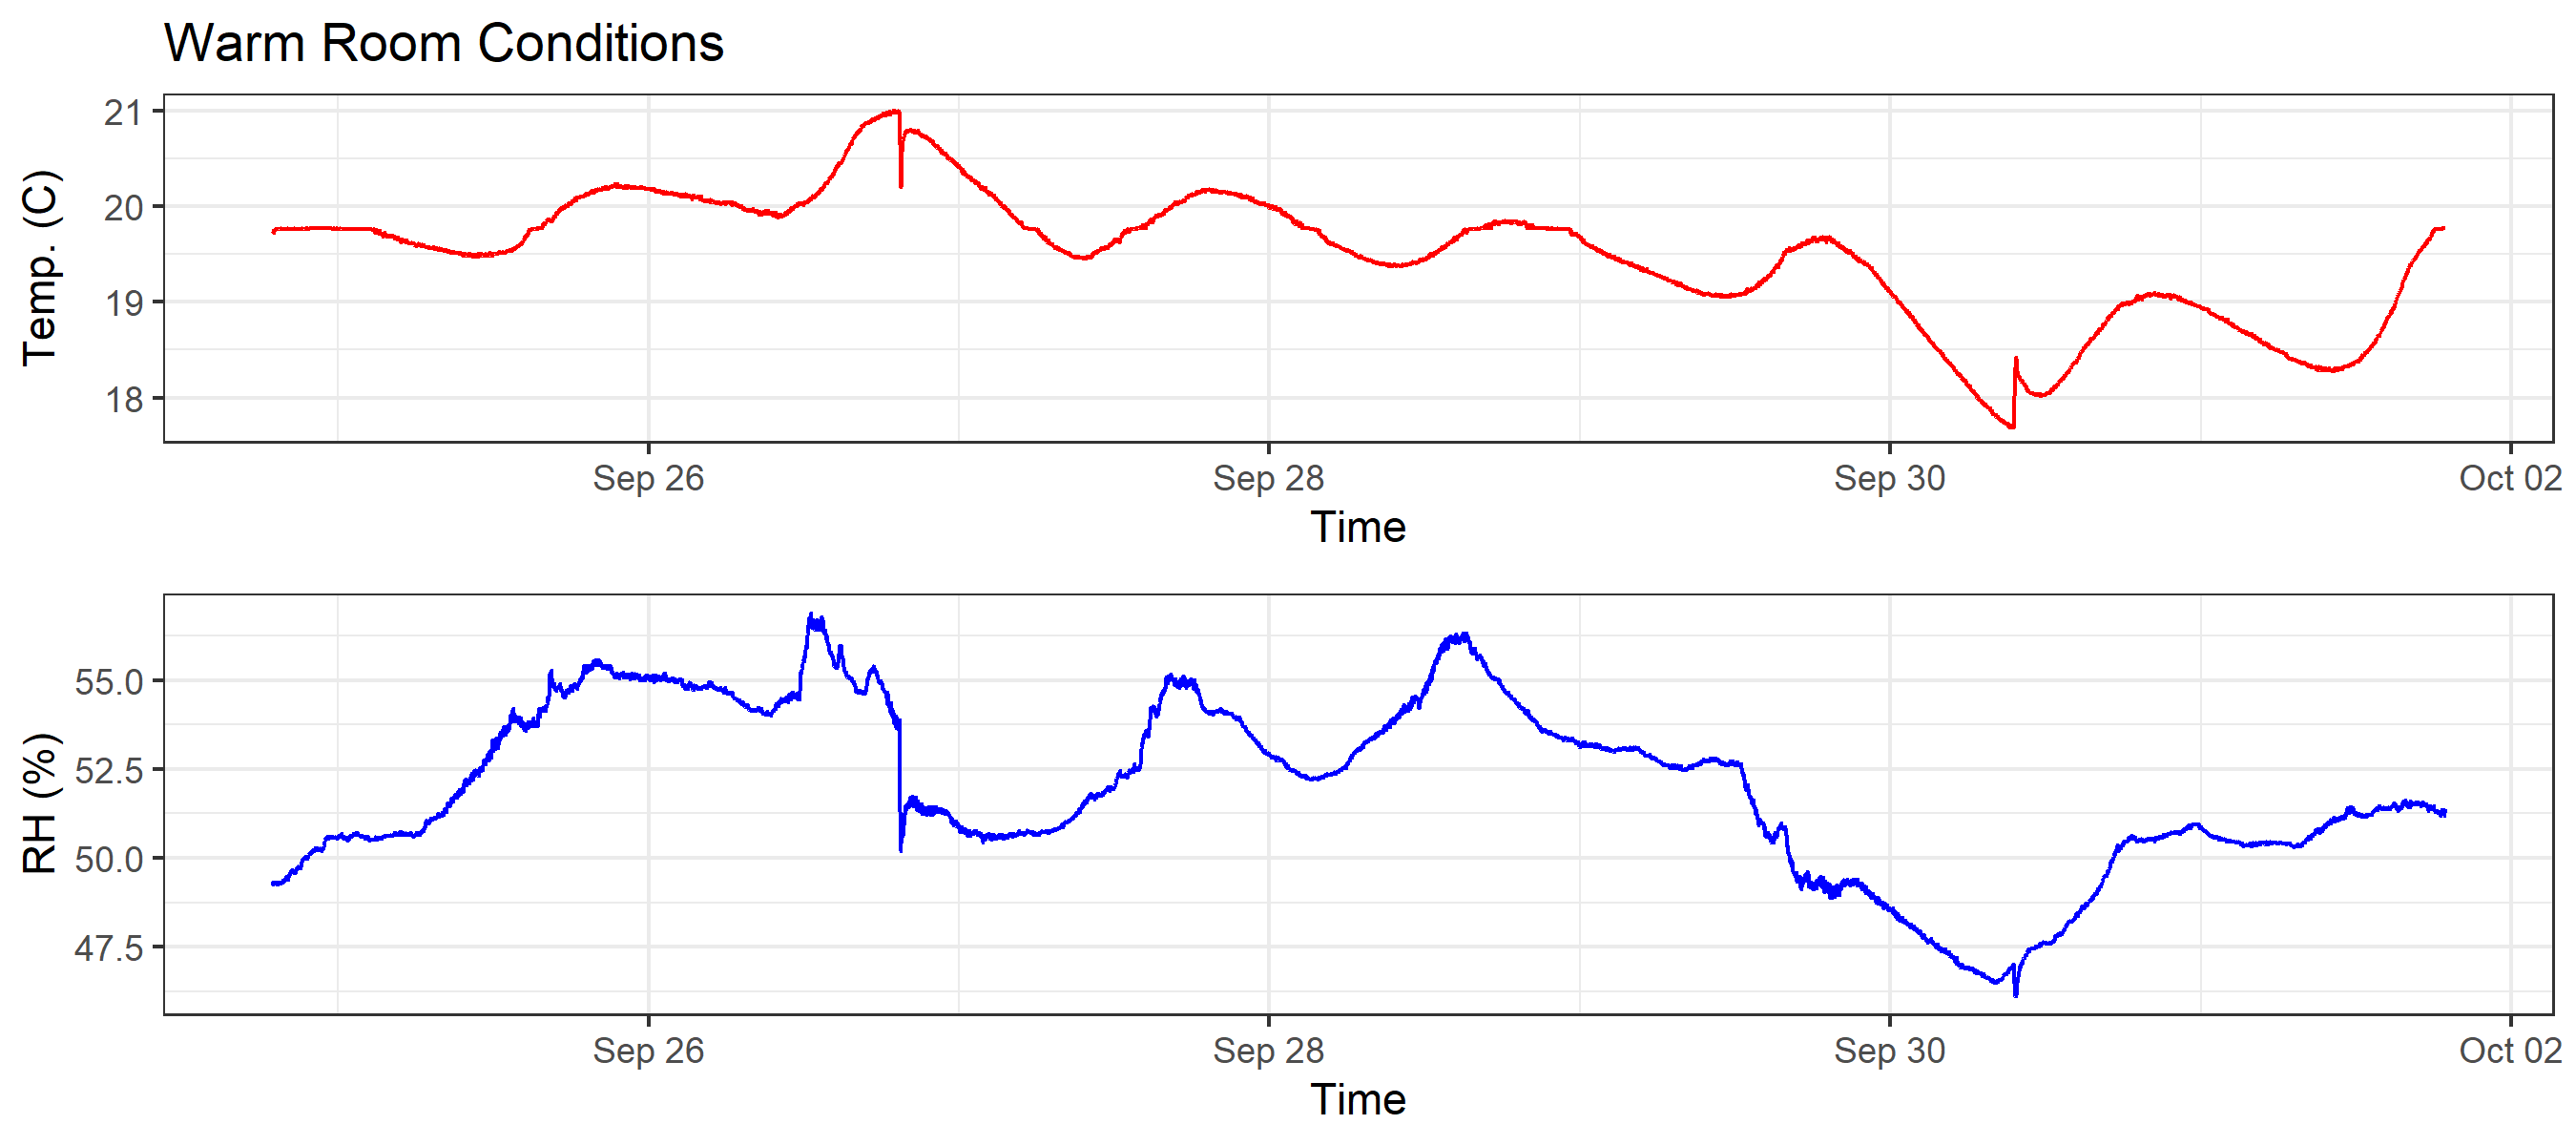 Warm Room Conditions
21
20
19
18
Temp. (C)
Sep 26 Sep 28 Sep 30 Oct 02
Time
55.0
52.5
50.0
47.5
RH (%)
Sep 26 Sep 28 Sep 30 Oct 02
Time